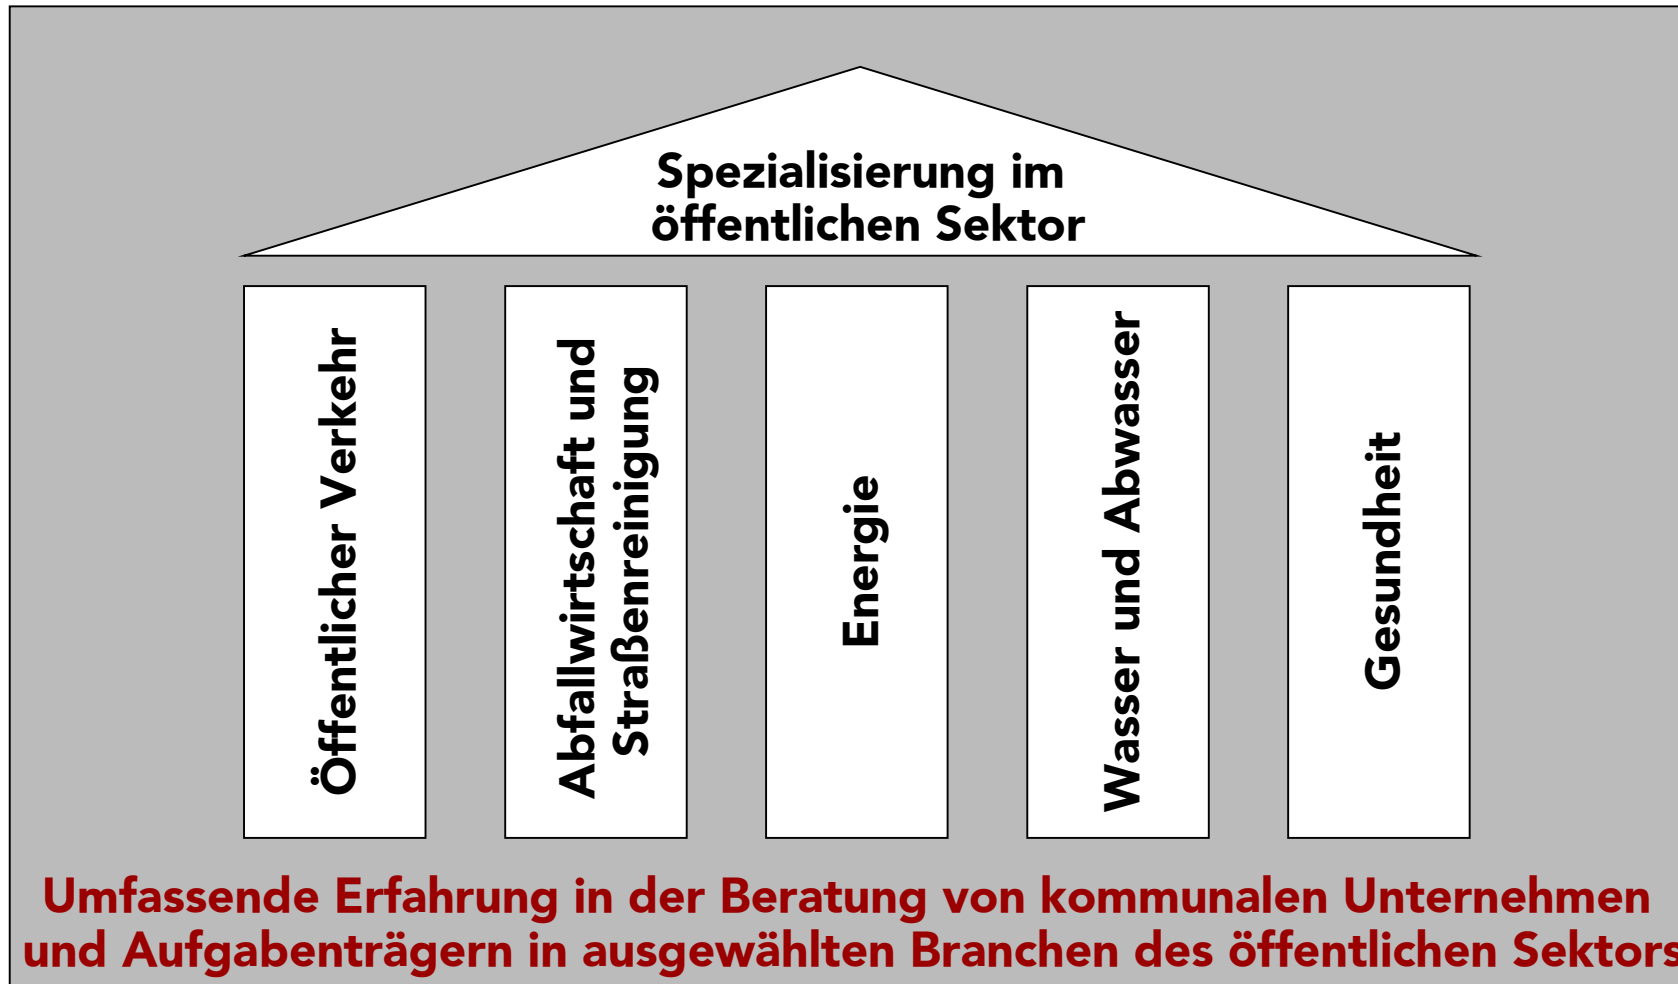 Spezialisierung im
öffentlichen Sektor
Öffentlicher Verkehr
Abfallwirtschaft und
Straßenreinigung
Energie
Wasser und Abwasser
Gesundheit
Umfassende Erfahrung in der Beratung von kommunalen Unternehmen
und Aufgabenträgern in ausgewählten Branchen des öffentlichen Sektors